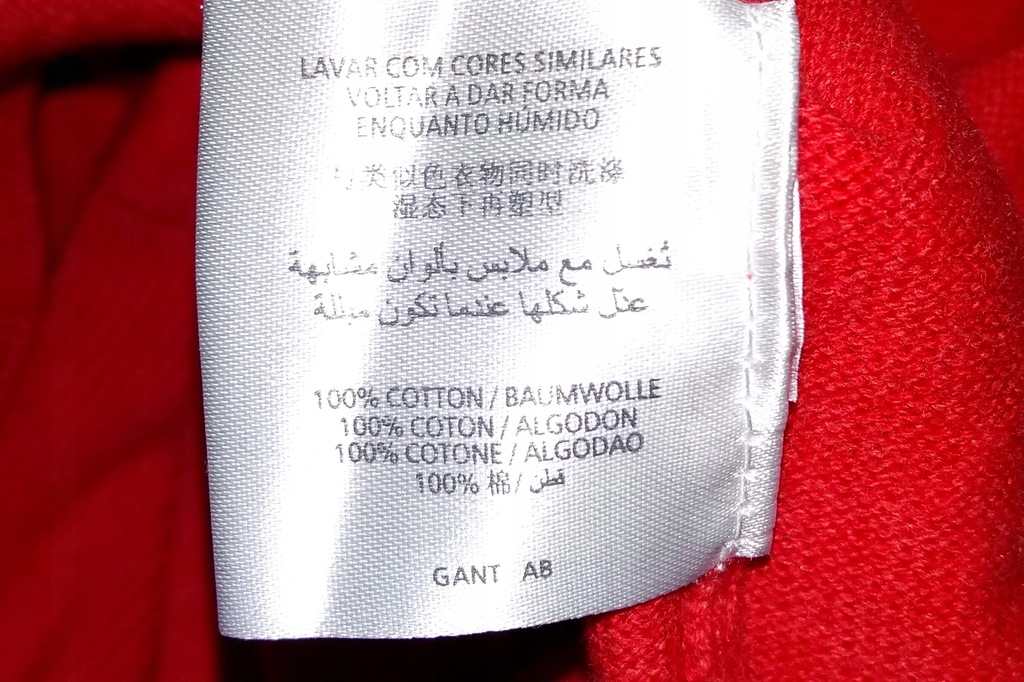 LAVAR COM CORES SIMILARES
VOLTAR A DAR FORMA
ENQUANTO HÚMIDO
与类似色衣物同时洗涤
湿态下再塑型
تُغسل مع ملابس بألوان مشابهة
عدّل شكلها عندما تكون مبللة
100% COTTON / BAUMWOLLE
100% COTON / ALGODON
100% COTONE / ALGODAO
100% 棉 / قطن
GANT AB